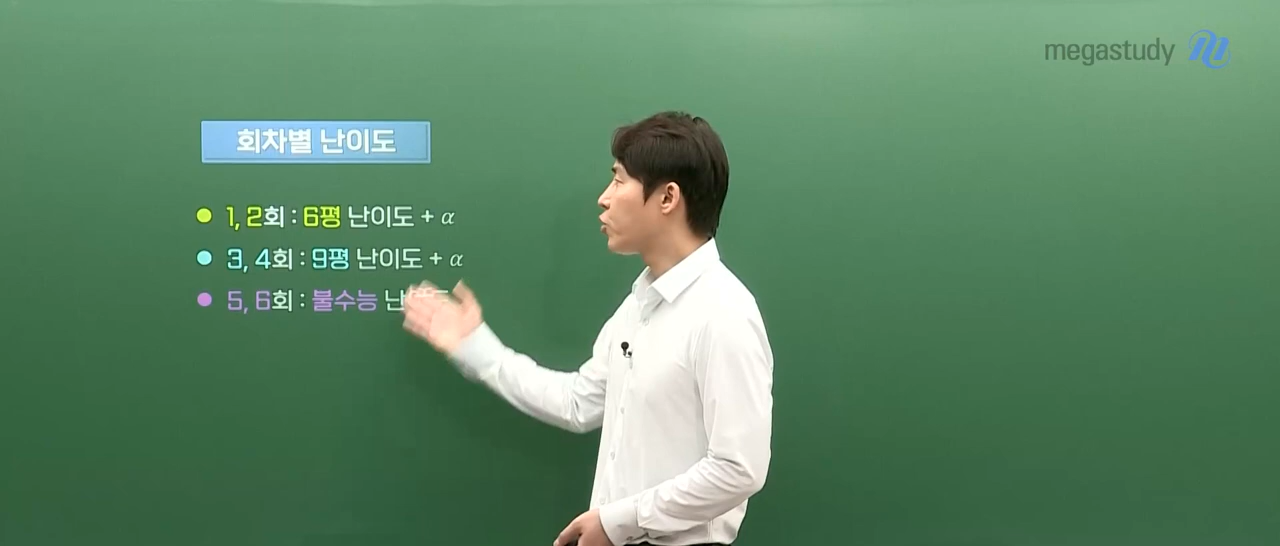 megastudy
회차별 난이도
1, 2회 : 6평 난이도 + α
3, 4회 : 9평 난이도 + α
5, 6회 : 불수능